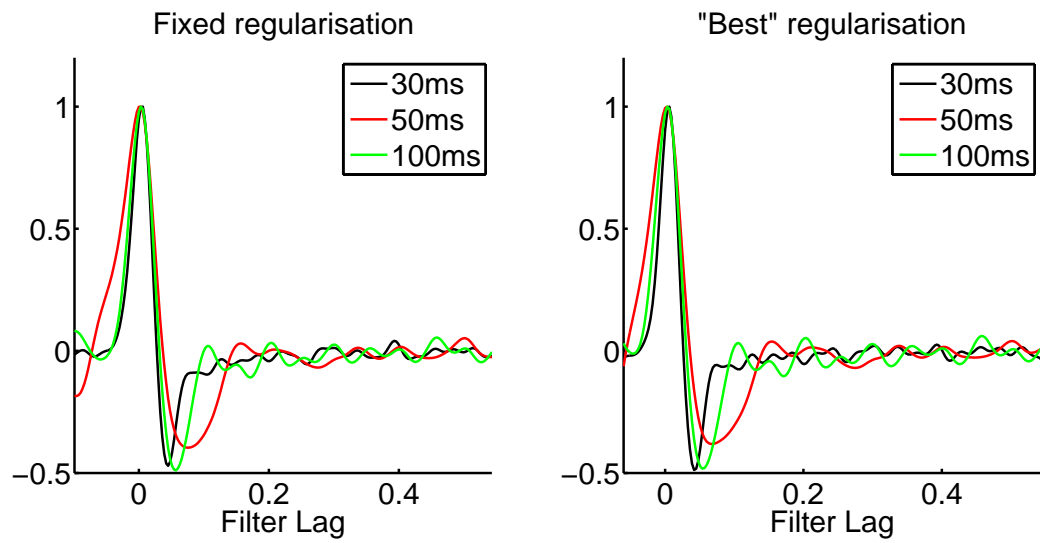 Fixed regularisation
1
0.5
0
−0.5
0
0.2
0.4
Filter Lag
30ms
50ms
100ms
"Best" regularisation
1
0.5
0
−0.5
0
0.2
0.4
Filter Lag
30ms
50ms
100ms